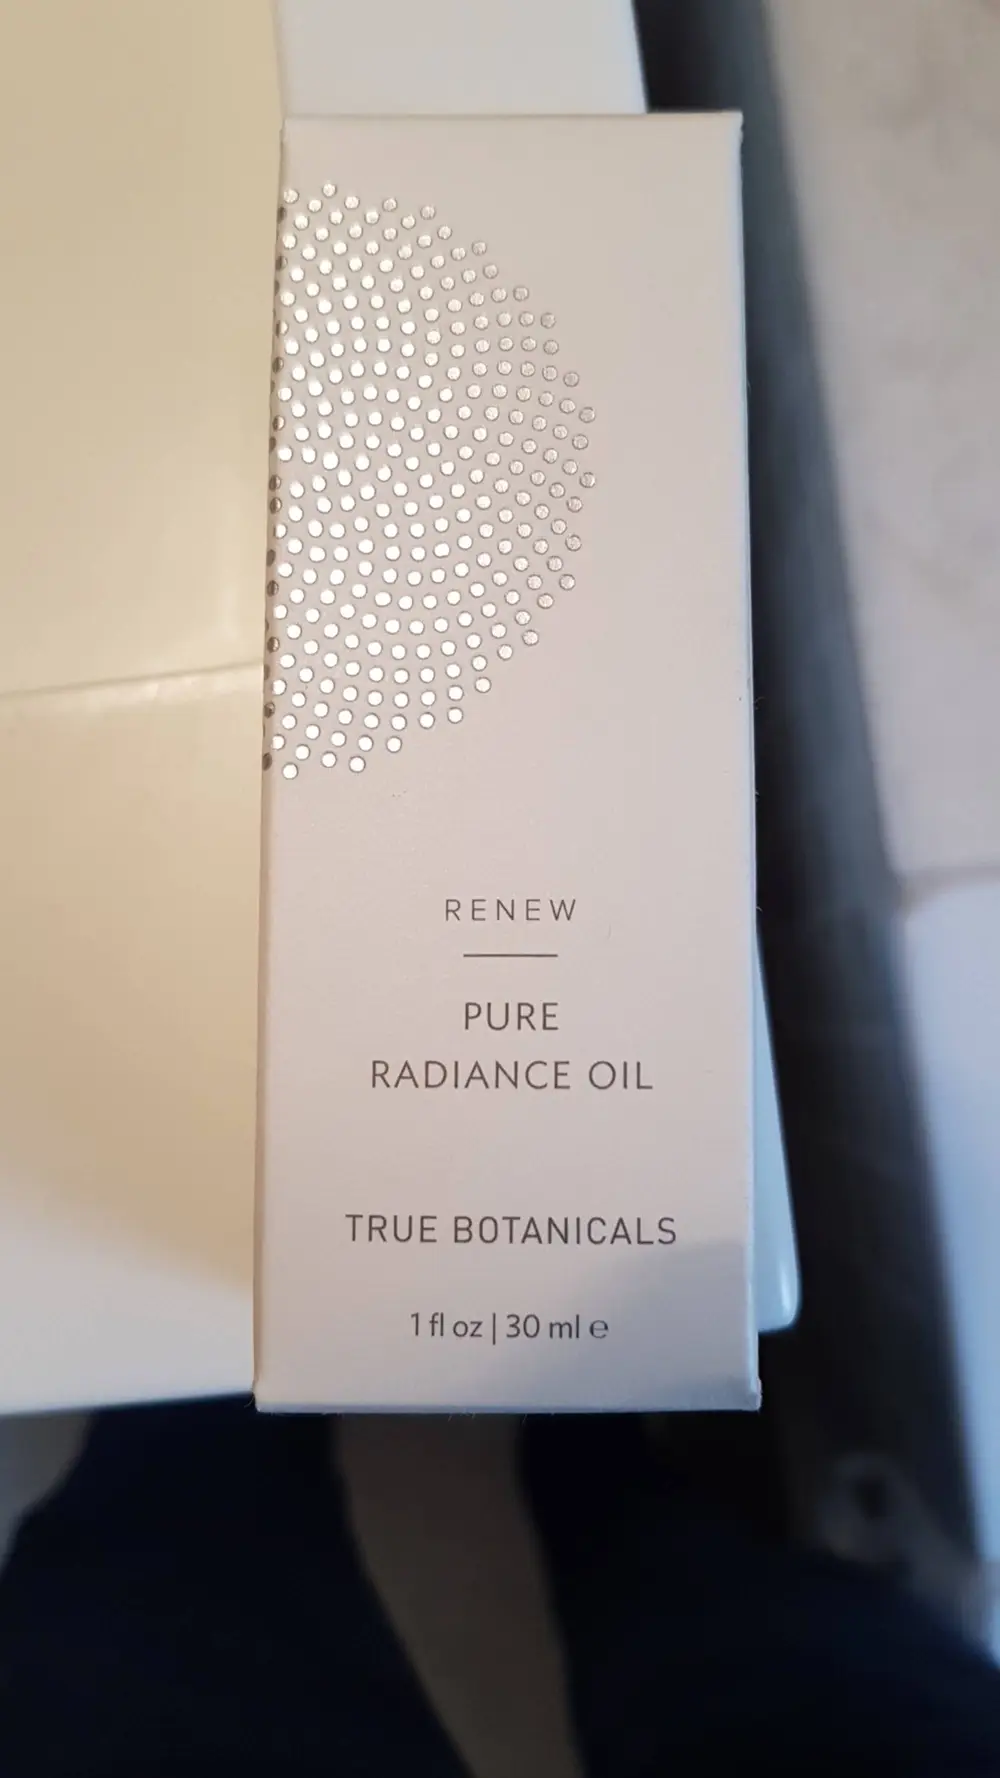 RENEW
PURE
RADIANCE OIL
TRUE BOTANICALS
1 fl oz | 30 ml ℮